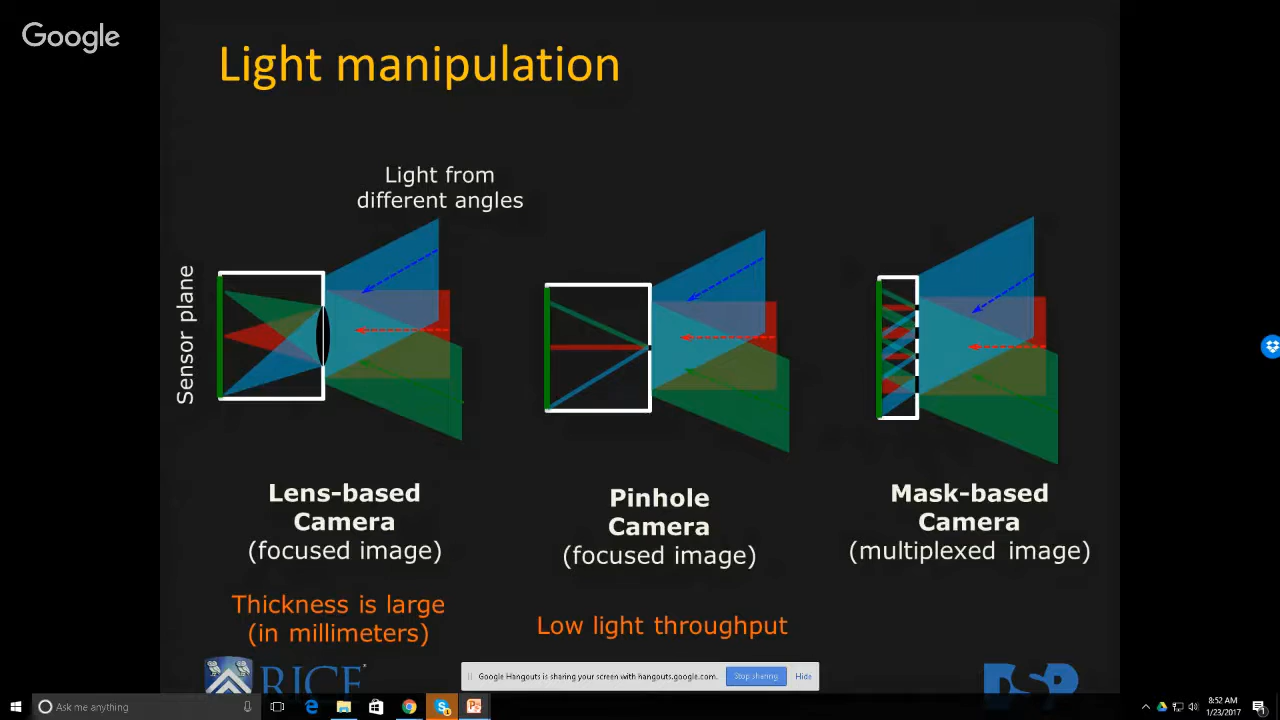 Google
Light manipulation
Light from
different angles
Sensor plane
Lens-based
Camera
(focused image)
Thickness is large
(in millimeters)
Pinhole
Camera
(focused image)
Low light throughput
Mask-based
Camera
(multiplexed image)
RICE
DSP
Google Hangouts is sharing your screen with hangouts.google.com.
Stop sharing
Hide
Ask me anything
8:52 AM
1/23/2017